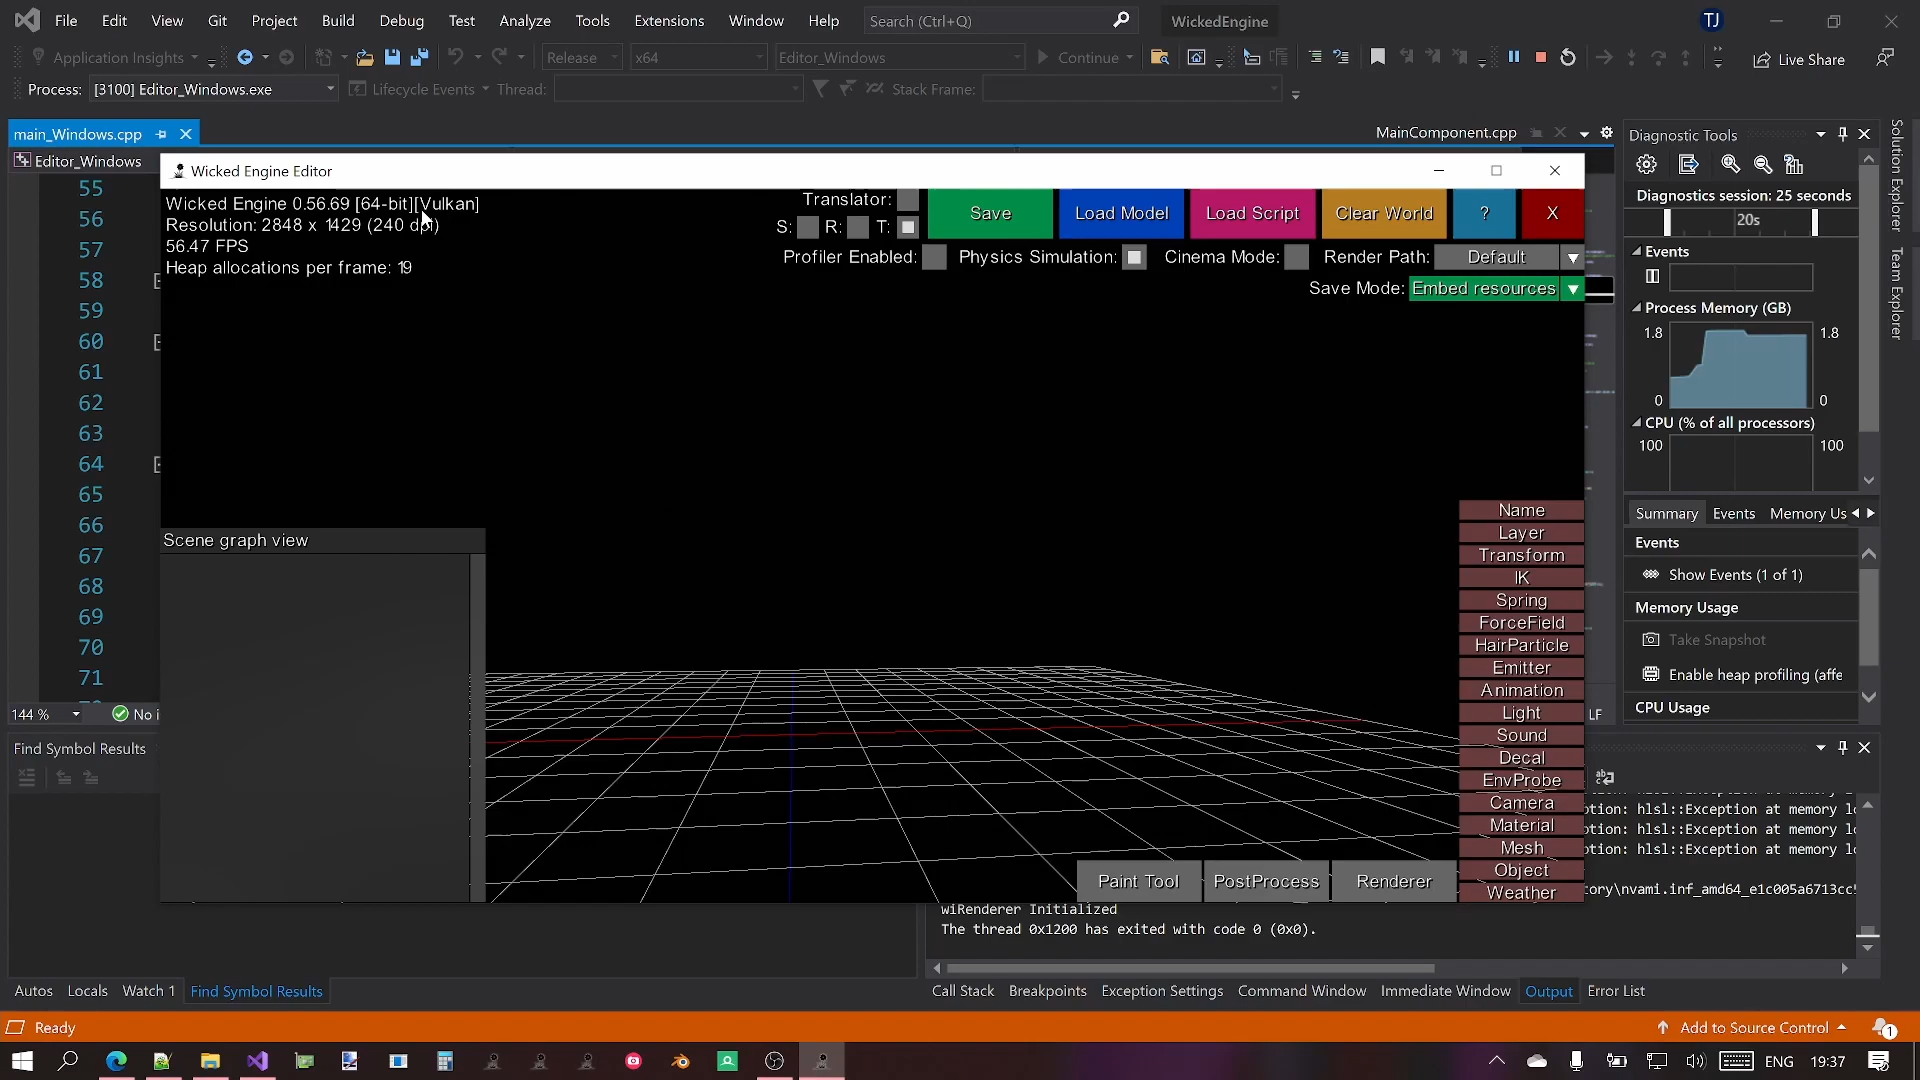 File Edit View Git Project Build Debug Test Analyze Tools Extensions Window Help Search (Ctrl+Q) WickedEngine TJ
Application Insights Release x64 Editor_Windows Continue Live Share
Process: [3100] Editor_Windows.exe Lifecycle Events Thread: Stack Frame:
main_Windows.cpp MainComponent.cpp
Editor_Windows
Wicked Engine Editor
Wicked Engine 0.56.69 [64-bit][Vulkan]
Resolution: 2848 x 1429 (240 dpi)
56.47 FPS
Heap allocations per frame: 19
Translator: Save Load Model Load Script Clear World ? X
S: R: T:
Profiler Enabled: Physics Simulation: Cinema Mode: Render Path: Default
Save Mode: Embed resources
55
56
57
58
59
60
61
62
63
64
65
66
67
68
69
70
71
Scene graph view
Name
Layer
Transform
IK
Spring
ForceField
HairParticle
Emitter
Animation
Light
Sound
Decal
EnvProbe
Camera
Material
Mesh
Object
Weather
Paint Tool PostProcess Renderer
144 % No i
LF
Diagnostic Tools
Diagnostics session: 25 seconds
20s
Events
Process Memory (GB)
1.8 1.8
0 0
CPU (% of all processors)
100 100
Summary Events Memory Us
Events
Show Events (1 of 1)
Memory Usage
Take Snapshot
Enable heap profiling (affe
CPU Usage
Solution Explorer
Team Explorer
Find Symbol Results
ption: hlsl::Exception at memory lo
ption: hlsl::Exception at memory lo
ption: hlsl::Exception at memory lo
tory\nvami.inf_amd64_e1c005a6713cc5
wiRenderer Initialized
The thread 0x1200 has exited with code 0 (0x0).
Autos Locals Watch 1 Find Symbol Results
Call Stack Breakpoints Exception Settings Command Window Immediate Window Output Error List
Ready Add to Source Control 1
ENG 19:37